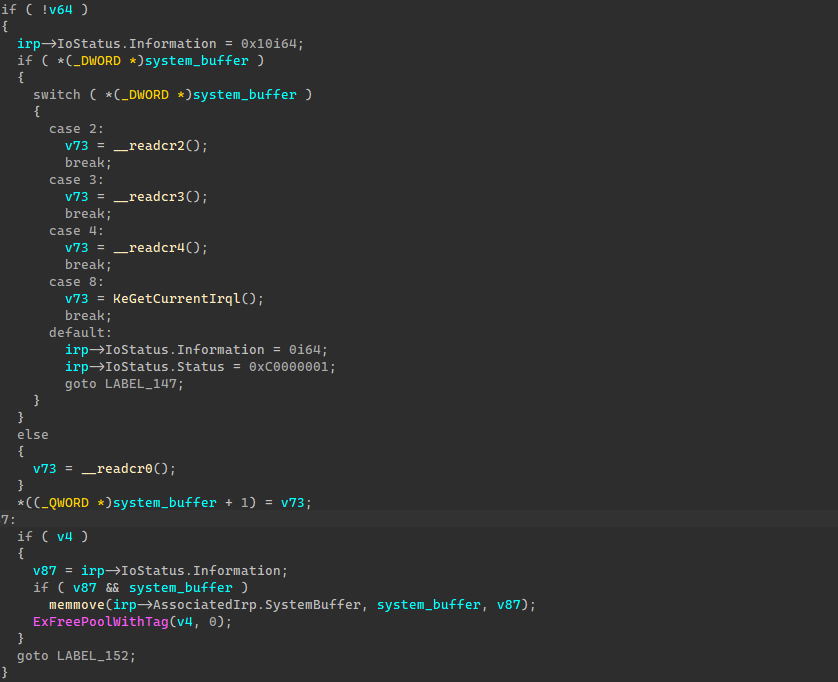 if ( !v64 )
{
  irp->IoStatus.Information = 0x10i64;
  if ( *(_DWORD *)system_buffer )
  {
    switch ( *(_DWORD *)system_buffer )
    {
      case 2:
        v73 = __readcr2();
        break;
      case 3:
        v73 = __readcr3();
        break;
      case 4:
        v73 = __readcr4();
        break;
      case 8:
        v73 = KeGetCurrentIrql();
        break;
      default:
        irp->IoStatus.Information = 0i64;
        irp->IoStatus.Status = 0xC0000001;
        goto LABEL_147;
    }
  }
  else
  {
    v73 = __readcr0();
  }
  *((_QWORD *)system_buffer + 1) = v73;
7:
  if ( v4 )
  {
    v87 = irp->IoStatus.Information;
    if ( v87 && system_buffer )
      memmove(irp->AssociatedIrp.SystemBuffer, system_buffer, v87);
    ExFreePoolWithTag(v4, 0);
  }
  goto LABEL_152;
}